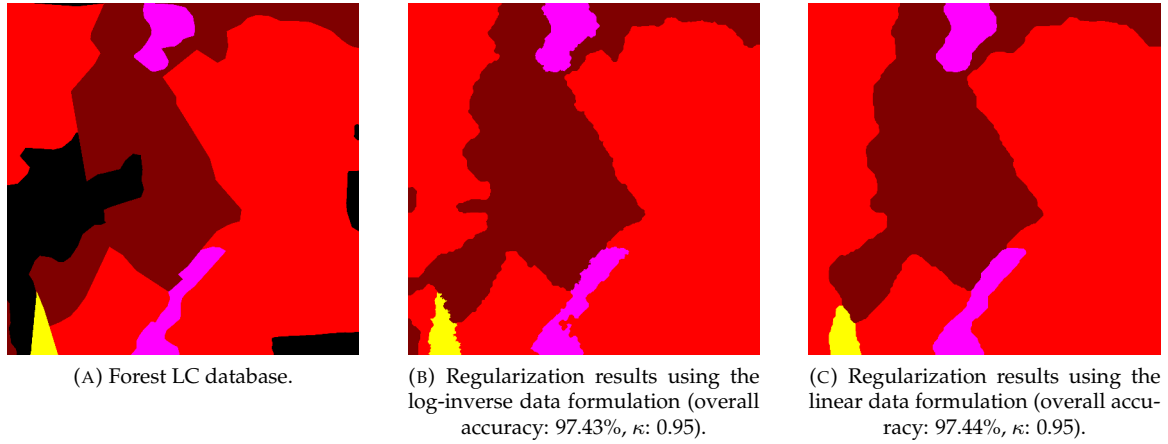 (A) Forest LC database.
(B) Regularization results using the
log-inverse data formulation (overall
accuracy: 97.43%, κ: 0.95).
(C) Regularization results using the
linear data formulation (overall accu-
racy: 97.44%, κ: 0.95).